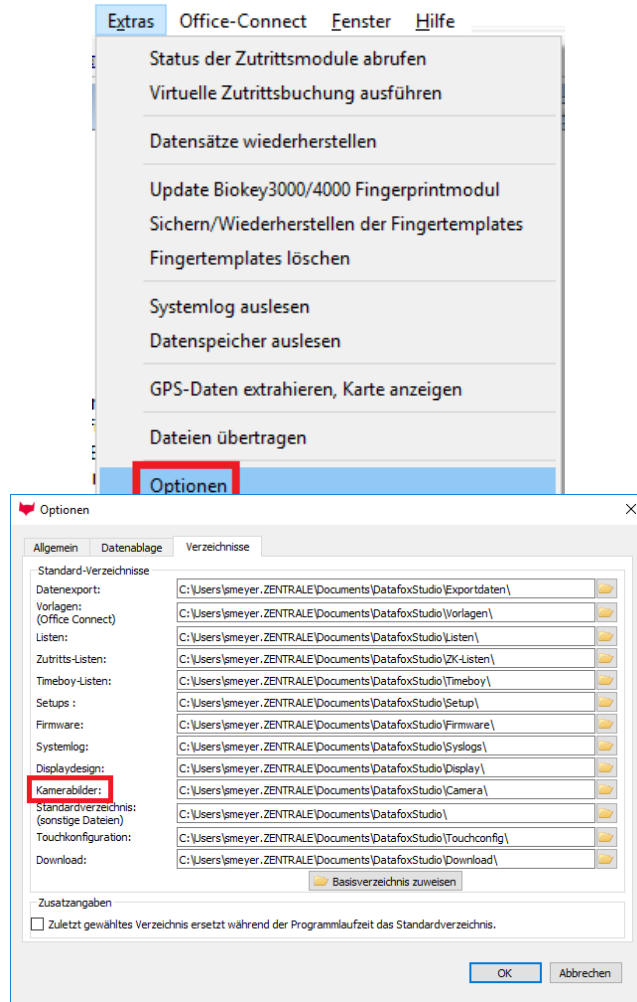 Extras Office-Connect Fenster Hilfe
Status der Zutrittsmodule abrufen
Virtuelle Zutrittsbuchung ausführen
Datensätze wiederherstellen
Update Biokey3000/4000 Fingerprintmodul
Sichern/Wiederherstellen der Fingertemplates
Fingertemplates löschen
Systemlog auslesen
Datenspeicher auslesen
GPS-Daten extrahieren, Karte anzeigen
Dateien übertragen
Optionen
Optionen
Allgemein Datenablage Verzeichnisse
Standard-Verzeichnisse
Datenexport: C:\Users\smeyer.ZENTRALE\Documents\DatafoxStudio\Exportdaten\
Vorlagen:
(Office Connect) C:\Users\smeyer.ZENTRALE\Documents\DatafoxStudio\Vorlagen\
Listen: C:\Users\smeyer.ZENTRALE\Documents\DatafoxStudio\Listen\
Zutritts-Listen: C:\Users\smeyer.ZENTRALE\Documents\DatafoxStudio\ZK-Listen\
Timeboy-Listen: C:\Users\smeyer.ZENTRALE\Documents\DatafoxStudio\Timeboy\
Setups : C:\Users\smeyer.ZENTRALE\Documents\DatafoxStudio\Setup\
Firmware: C:\Users\smeyer.ZENTRALE\Documents\DatafoxStudio\Firmware\
Systemlog: C:\Users\smeyer.ZENTRALE\Documents\DatafoxStudio\Syslogs\
Displaydesign: C:\Users\smeyer.ZENTRALE\Documents\DatafoxStudio\Display\
Kamerabilder: C:\Users\smeyer.ZENTRALE\Documents\DatafoxStudio\Camera\
Standardverzeichnis:
(sonstige Dateien) C:\Users\smeyer.ZENTRALE\Documents\DatafoxStudio\
Touchkonfiguration: C:\Users\smeyer.ZENTRALE\Documents\DatafoxStudio\Touchconfig\
Download: C:\Users\smeyer.ZENTRALE\Documents\DatafoxStudio\Download\
Basisverzeichnis zuweisen
Zusatzangaben
Zuletzt gewähltes Verzeichnis ersetzt während der Programmlaufzeit das Standardverzeichnis.
OK Abbrechen